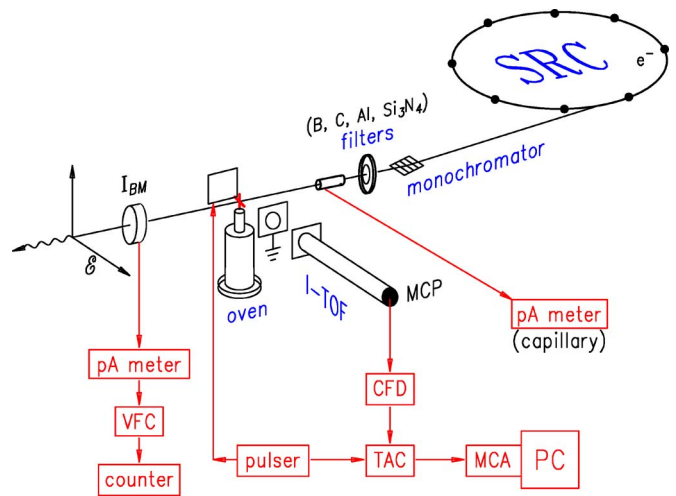 SRC
e⁻
(B, C, Al, Si₃N₄)
filters
monochromator
I_BM
ℰ
oven
I-TOF
MCP
pA meter
(capillary)
pA meter
CFD
VFC
counter
pulser
TAC
MCA
PC